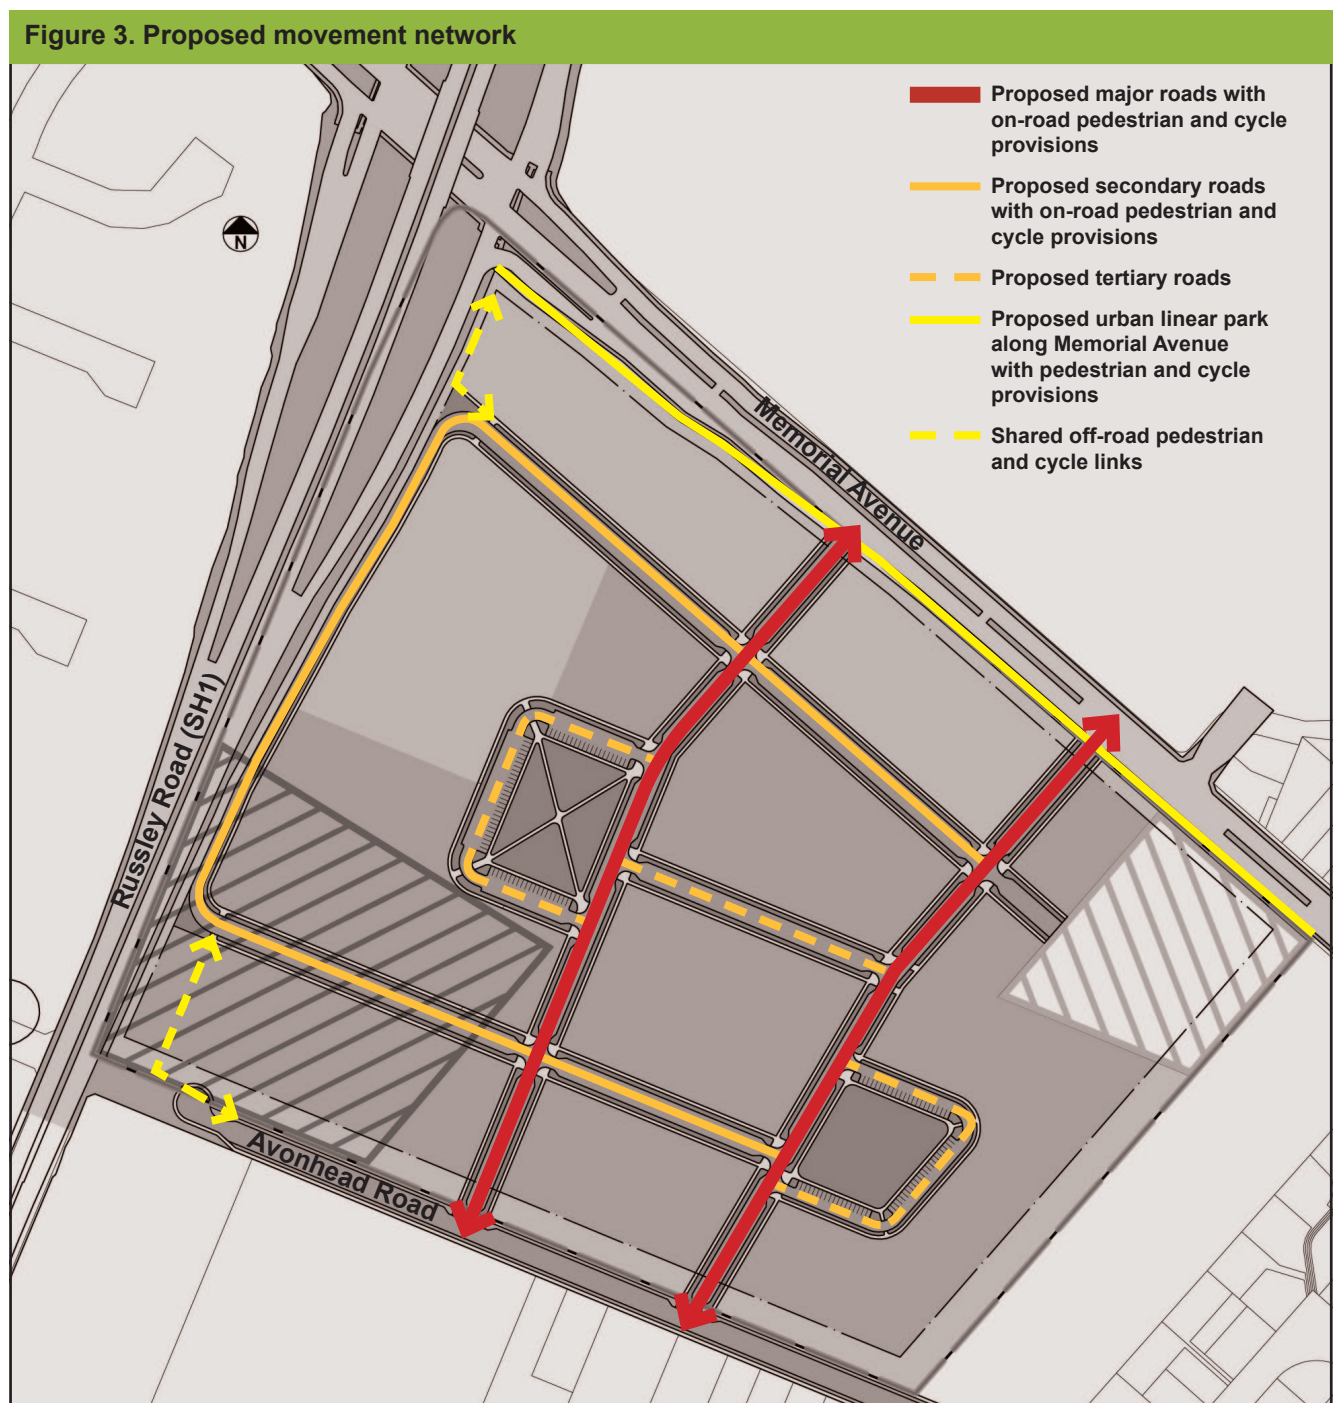 Figure 3. Proposed movement network
Proposed major roads with
on-road pedestrian and cycle
provisions
Proposed secondary roads
with on-road pedestrian and
cycle provisions
Proposed tertiary roads
Proposed urban linear park
along Memorial Avenue
with pedestrian and cycle
provisions
Shared off-road pedestrian
and cycle links
N
Memorial Avenue
Russley Road (SH1)
Avonhead Road